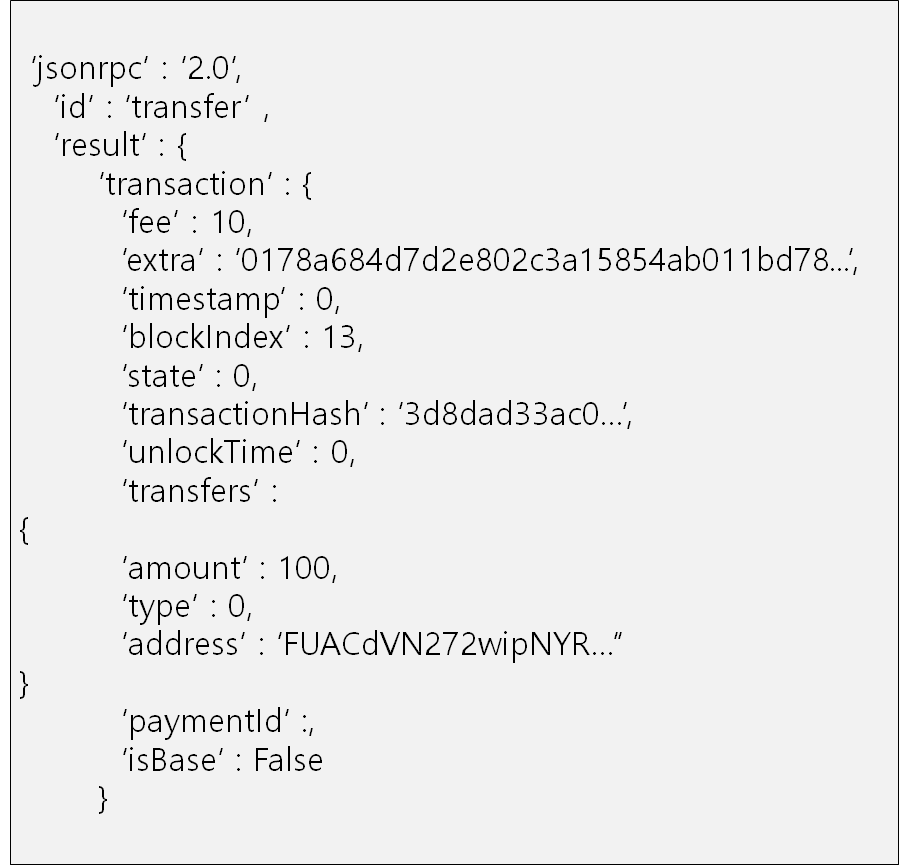 ‘jsonrpc’ : ‘2.0’,
‘id’ : ‘transfer’ ,
‘result’ : {
‘transaction’ : {
‘fee’ : 10,
‘extra’ : ‘0178a684d7d2e802c3a15854ab011bd78...’,
‘timestamp’ : 0,
‘blockIndex’ : 13,
‘state’ : 0,
‘transactionHash’ : ‘3d8dad33ac0...’,
‘unlockTime’ : 0,
‘transfers’ :
{
‘amount’ : 100,
‘type’ : 0,
‘address’ : ‘FUACdVN272wipNYR...”
}
‘paymentId’ :,
‘isBase’ : False
}